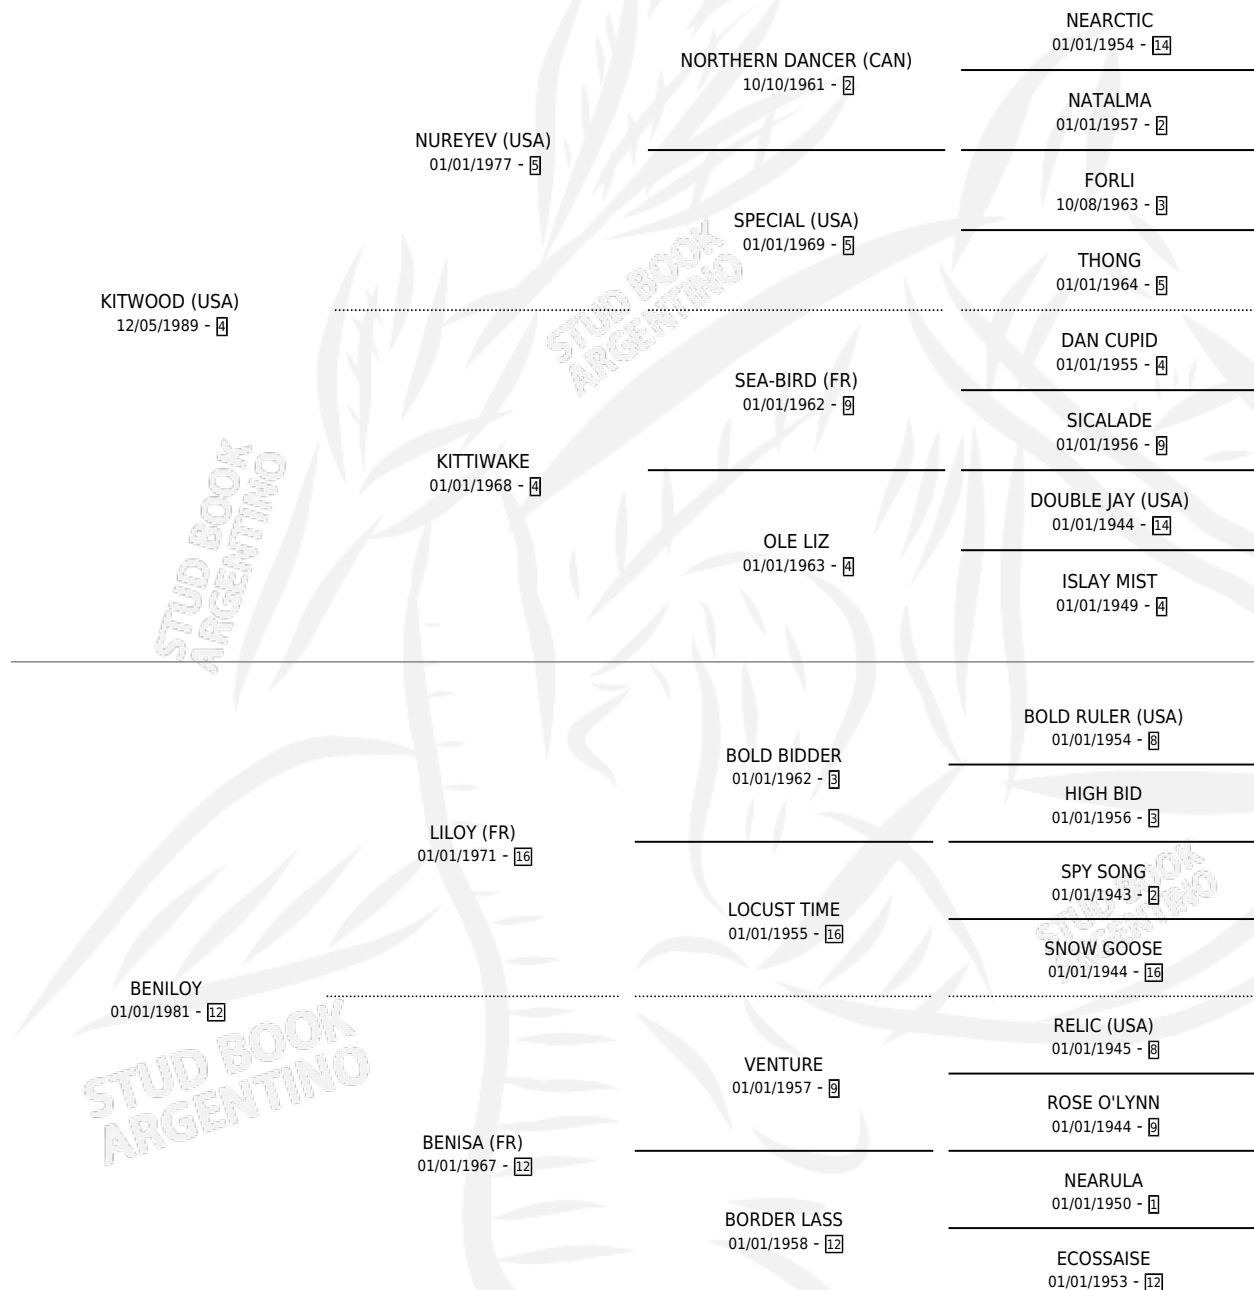 NEARCTIC
01/01/1954 - 14
NORTHERN DANCER (CAN)
10/10/1961 - 2
NATALMA
01/01/1957 - 2
NUREYEV (USA)
01/01/1977 - 5
FORLI
10/08/1963 - 3
SPECIAL (USA)
01/01/1969 - 5
THONG
01/01/1964 - 5
KITWOOD (USA)
12/05/1989 - 4
DAN CUPID
01/01/1955 - 4
SEA-BIRD (FR)
01/01/1962 - 9
SICALADE
01/01/1956 - 9
KITTIWAKE
01/01/1968 - 4
DOUBLE JAY (USA)
01/01/1944 - 14
OLE LIZ
01/01/1963 - 4
ISLAY MIST
01/01/1949 - 4
BOLD RULER (USA)
01/01/1954 - 8
BOLD BIDDER
01/01/1962 - 3
HIGH BID
01/01/1956 - 3
LILOY (FR)
01/01/1971 - 16
SPY SONG
01/01/1943 - 2
LOCUST TIME
01/01/1955 - 16
SNOW GOOSE
01/01/1944 - 16
BENILOY
01/01/1981 - 12
RELIC (USA)
01/01/1945 - 8
VENTURE
01/01/1957 - 9
ROSE O'LYNN
01/01/1944 - 9
BENISA (FR)
01/01/1967 - 12
NEARULA
01/01/1950 - 1
BORDER LASS
01/01/1958 - 12
ECOSSAISE
01/01/1953 - 12
STUD BOOK
ARGENTINO
STUD BOOK
ARGENTINO
STUD BOOK
ARGENTINO
STUD BOOK
ARGENTINO